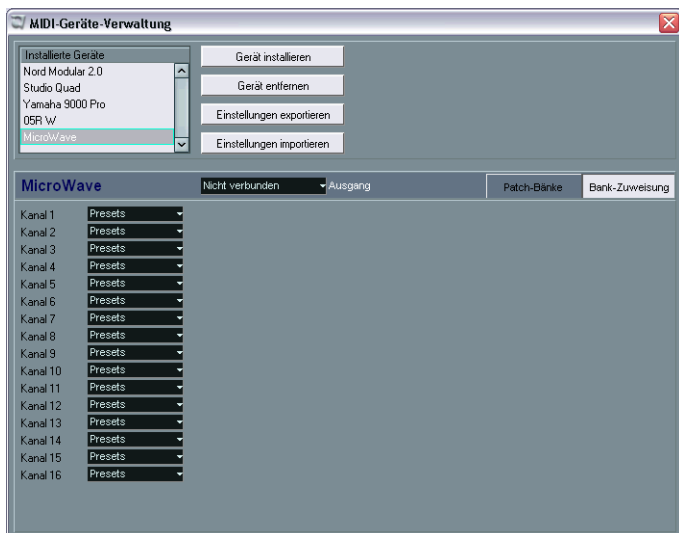 MIDI-Geräte-Verwaltung
Installierte Geräte
Nord Modular 2.0
Studio Quad
Yamaha 9000 Pro
05R W
MicroWave
Gerät installieren
Gerät entfernen
Einstellungen exportieren
Einstellungen importieren
MicroWave Nicht verbunden Ausgang Patch-Bänke Bank-Zuweisung
Kanal 1 Presets
Kanal 2 Presets
Kanal 3 Presets
Kanal 4 Presets
Kanal 5 Presets
Kanal 6 Presets
Kanal 7 Presets
Kanal 8 Presets
Kanal 9 Presets
Kanal 10 Presets
Kanal 11 Presets
Kanal 12 Presets
Kanal 13 Presets
Kanal 14 Presets
Kanal 15 Presets
Kanal 16 Presets